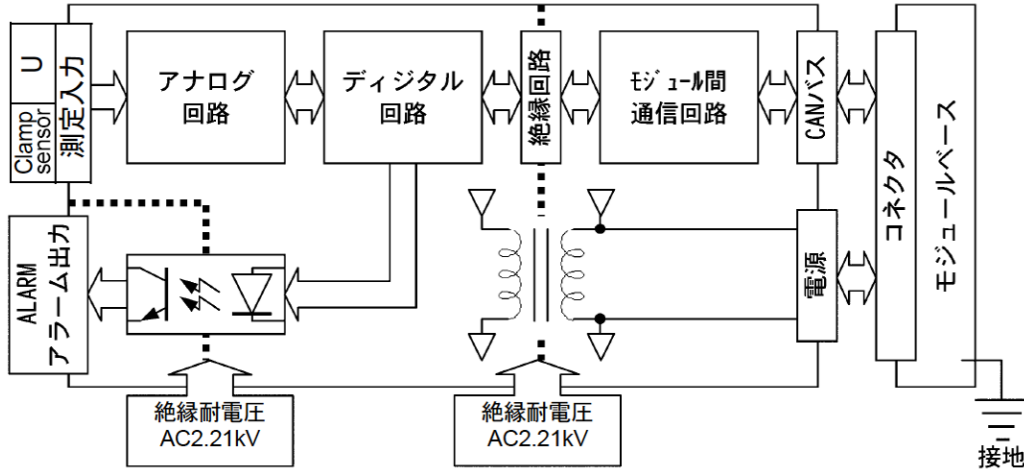 U
Clamp
sensor
測定入力
アナログ
回路
ディジタル
回路
絶縁回路
ﾓｼﾞｭｰﾙ間
通信回路
CANバス
コネクタ
モジュールベース
ALARM
アラーム出力
電源
絶縁耐電圧
AC2.21kV
絶縁耐電圧
AC2.21kV
接地